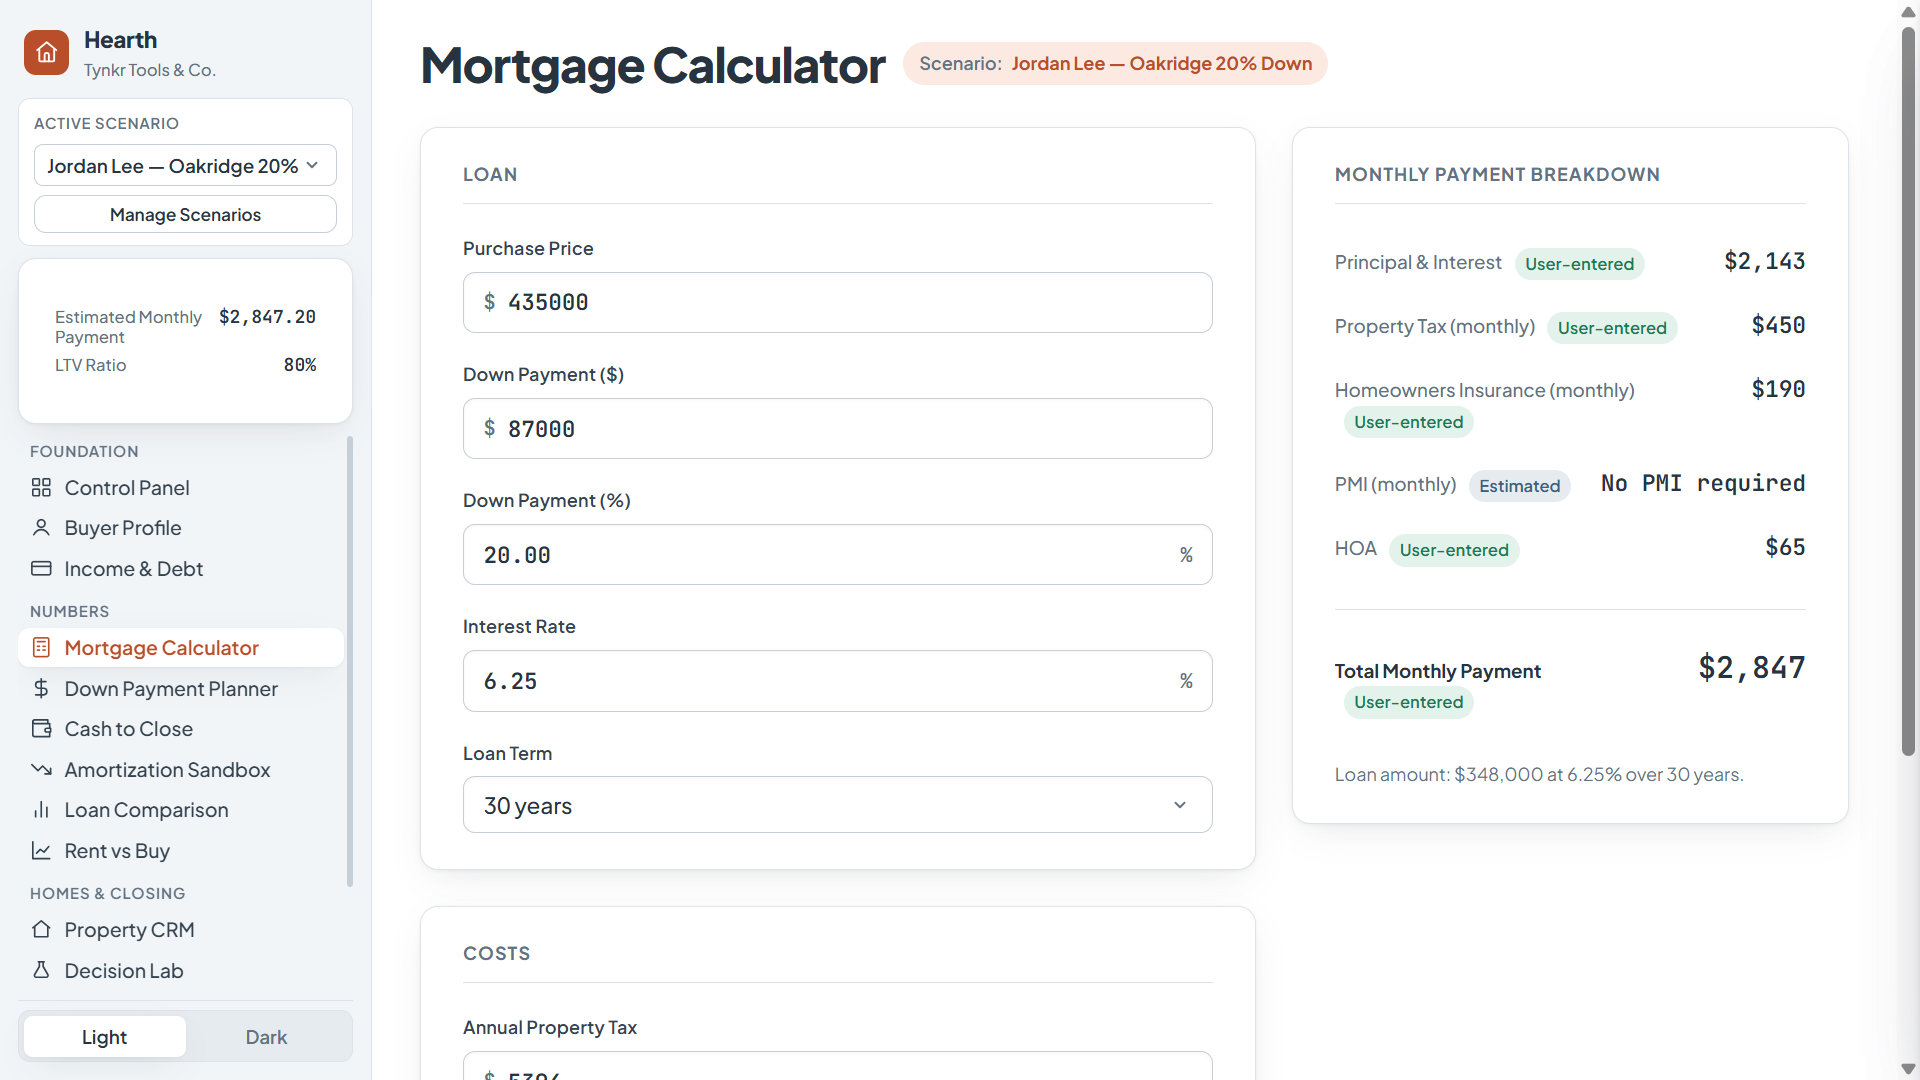 Hearth
Tynkr Tools & Co.
ACTIVE SCENARIO
Jordan Lee — Oakridge 20%
Manage Scenarios
Estimated Monthly Payment $2,847.20
LTV Ratio 80%
FOUNDATION
Control Panel
Buyer Profile
Income & Debt
NUMBERS
Mortgage Calculator
Down Payment Planner
Cash to Close
Amortization Sandbox
Loan Comparison
Rent vs Buy
HOMES & CLOSING
Property CRM
Decision Lab
Light Dark
Mortgage Calculator
Scenario: Jordan Lee — Oakridge 20% Down
LOAN
Purchase Price
$ 435000
Down Payment ($)
$ 87000
Down Payment (%)
20.00 %
Interest Rate
6.25 %
Loan Term
30 years
COSTS
Annual Property Tax
$
MONTHLY PAYMENT BREAKDOWN
Principal & Interest User-entered $2,143
Property Tax (monthly) User-entered $450
Homeowners Insurance (monthly) $190
User-entered
PMI (monthly) Estimated No PMI required
HOA User-entered $65
Total Monthly Payment $2,847
User-entered
Loan amount: $348,000 at 6.25% over 30 years.